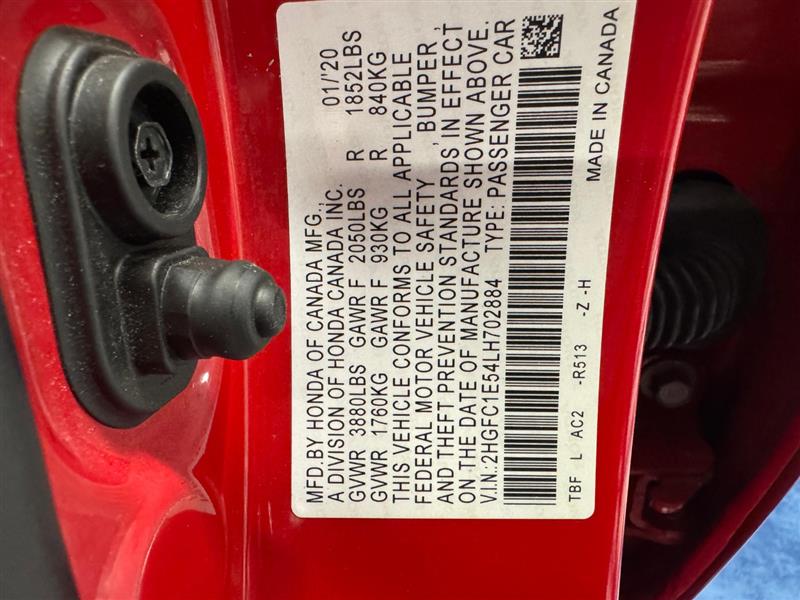 MFD.BY HONDA OF CANADA MFG., 01/'20
A DIVISION OF HONDA CANADA INC.
GVWR 3880LBS GAWR F 2050LBS R 1852LBS
GVWR 1760KG GAWR F 930KG R 840KG
THIS VEHICLE CONFORMS TO ALL APPLICABLE
FEDERAL MOTOR VEHICLE SAFETY, BUMPER,
AND THEFT PREVENTION STANDARDS, IN EFFECT
ON THE DATE OF MANUFACTURE SHOWN ABOVE.
V.I.N.:2HGFC1E54LH702884 TYPE: PASSENGER CAR
TBF L AC2 -R513 -Z -H MADE IN CANADA